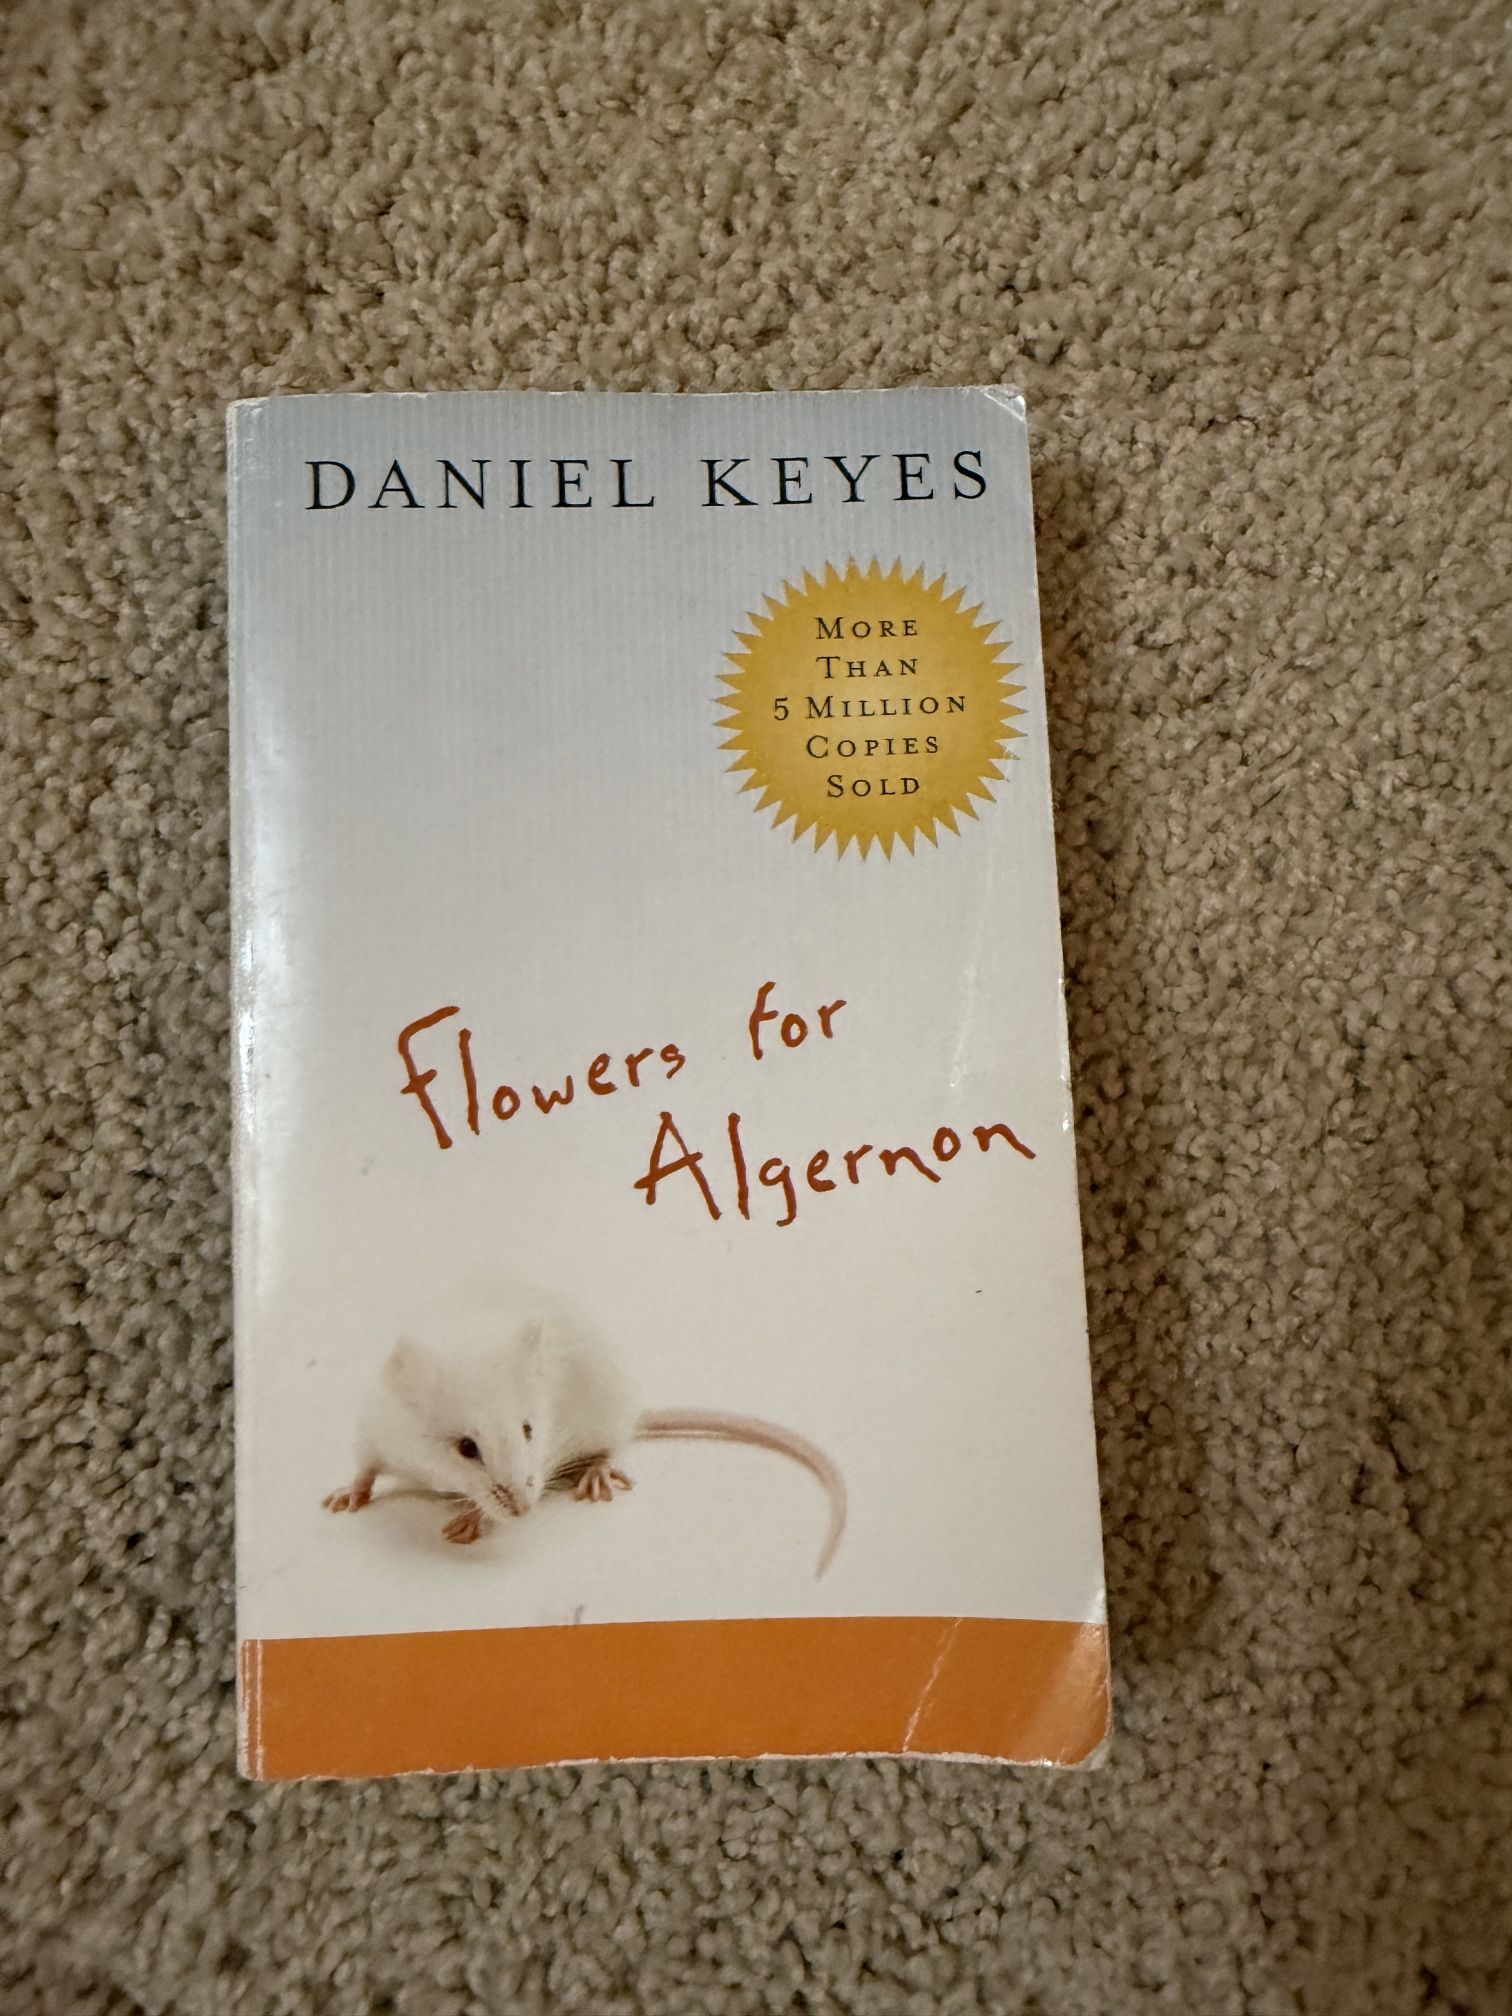 DANIEL KEYES
MORE
THAN
5 MILLION
COPIES
SOLD
Flowers for
Algernon